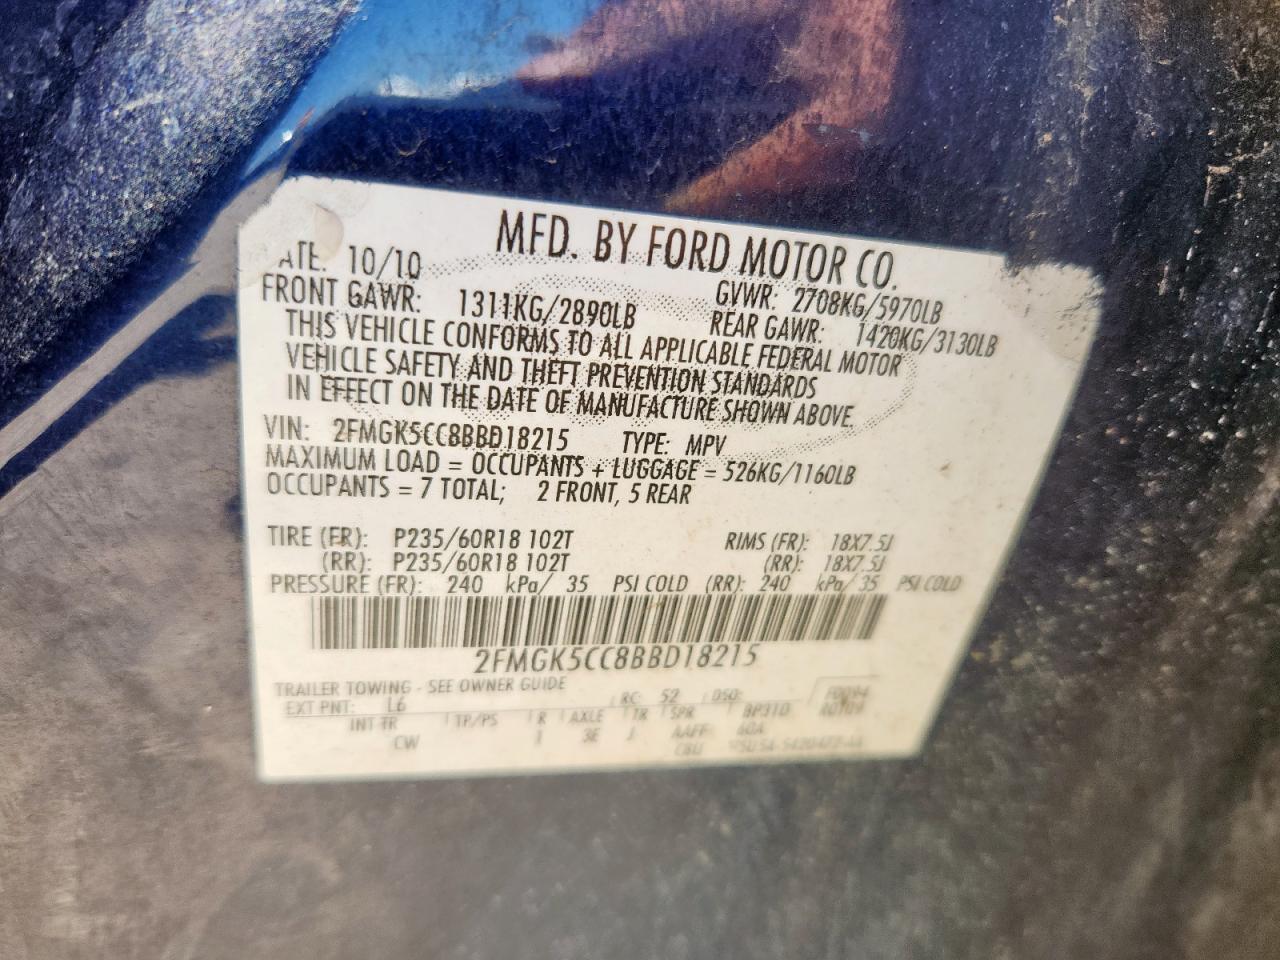 MFD. BY FORD MOTOR CO.
ATE: 10/10 GVWR: 2708KG/5970LB
FRONT GAWR: 1311KG/2890LB REAR GAWR: 1420KG/3130LB
THIS VEHICLE CONFORMS TO ALL APPLICABLE FEDERAL MOTOR
VEHICLE SAFETY AND THEFT PREVENTION STANDARDS
IN EFFECT ON THE DATE OF MANUFACTURE SHOWN ABOVE.
VIN: 2FMGK5CC8BBD18215 TYPE: MPV
MAXIMUM LOAD = OCCUPANTS + LUGGAGE = 526KG/1160LB
OCCUPANTS = 7 TOTAL; 2 FRONT, 5 REAR
TIRE (FR): P235/60R18 102T RIMS (FR): 18X7.5J
(RR): P235/60R18 102T (RR): 18X7.5J
PRESSURE (FR): 240 kPa/ 35 PSI COLD (RR): 240 kPa/ 35 PSI COLD
2FMGK5CC8BBD18215
TRAILER TOWING - SEE OWNER GUIDE
EXT PNT: L6 RC: 52 DSO:
INT TR TP/PS R AXLE TR SPR BP310
CW 1 3E J AAFF 60A